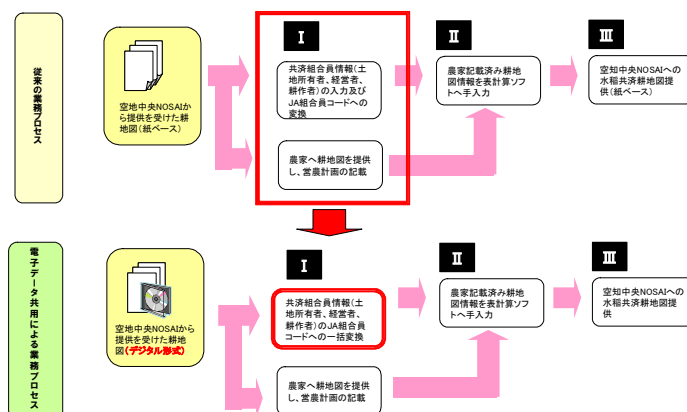 従来の業務プロセス
空地中央NOSAIか
ら提供を受けた耕
地図(紙ベース)
Ⅰ
共済組合員情報(土
地所有者、経営者、
耕作者)の入力及び
JA組合員コードへの
変換
農家へ耕地図を提供
し、営農計画の記載
Ⅱ
農家記載済み耕地
図情報を表計算ソフ
トへ手入力
Ⅲ
空知中央NOSAIへの
水稲共済耕地図提
供(紙ベース)
電子データ共用による業務プロセス
空地中央NOSAIから
提供を受けた耕地
図(デジタル形式)
Ⅰ
共済組合員情報(土
地所有者、経営者、
耕作者)のJA組合員
コードへの一括変換
農家へ耕地図を提供
し、営農計画の記載
Ⅱ
農家記載済み耕地
図情報を表計算ソフ
トへ手入力
Ⅲ
空知中央NOSAIへの
水稲共済耕地図提
供